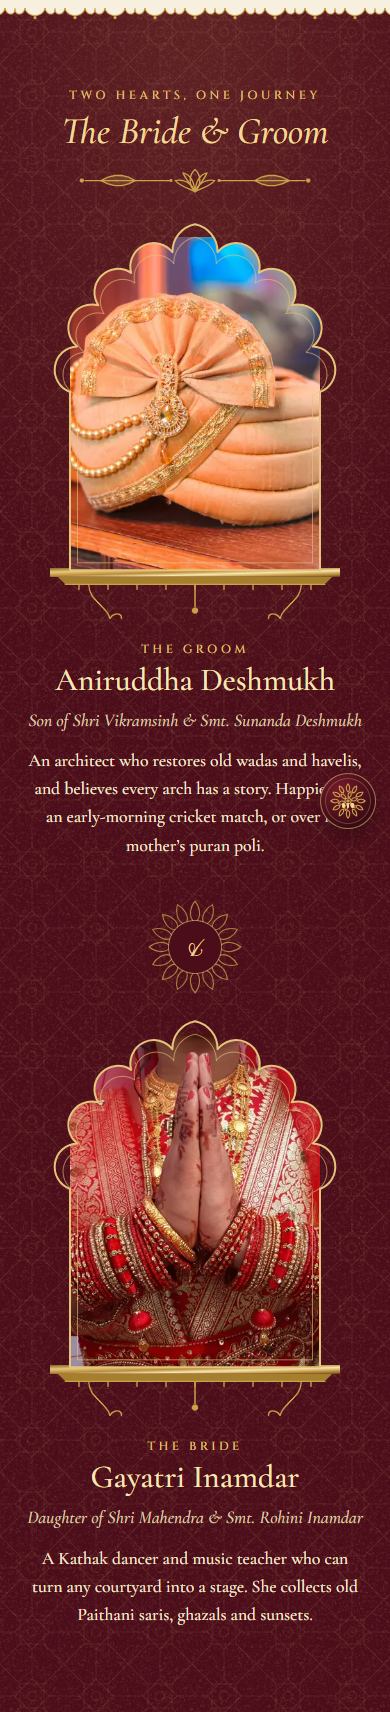 TWO HEARTS, ONE JOURNEY
The Bride & Groom
THE GROOM
Aniruddha Deshmukh
Son of Shri Vikramsinh & Smt. Sunanda Deshmukh
An architect who restores old wadas and havelis,
and believes every arch has a story.
an early-morning cricket match, or over
mother's puran poli.
&
THE BRIDE
Gayatri Inamdar
Daughter of Shri Mahendra & Smt. Rohini Inamdar
A Kathak dancer and music teacher who can
turn any courtyard into a stage. She collects old
Paithani saris, ghazals and sunsets.